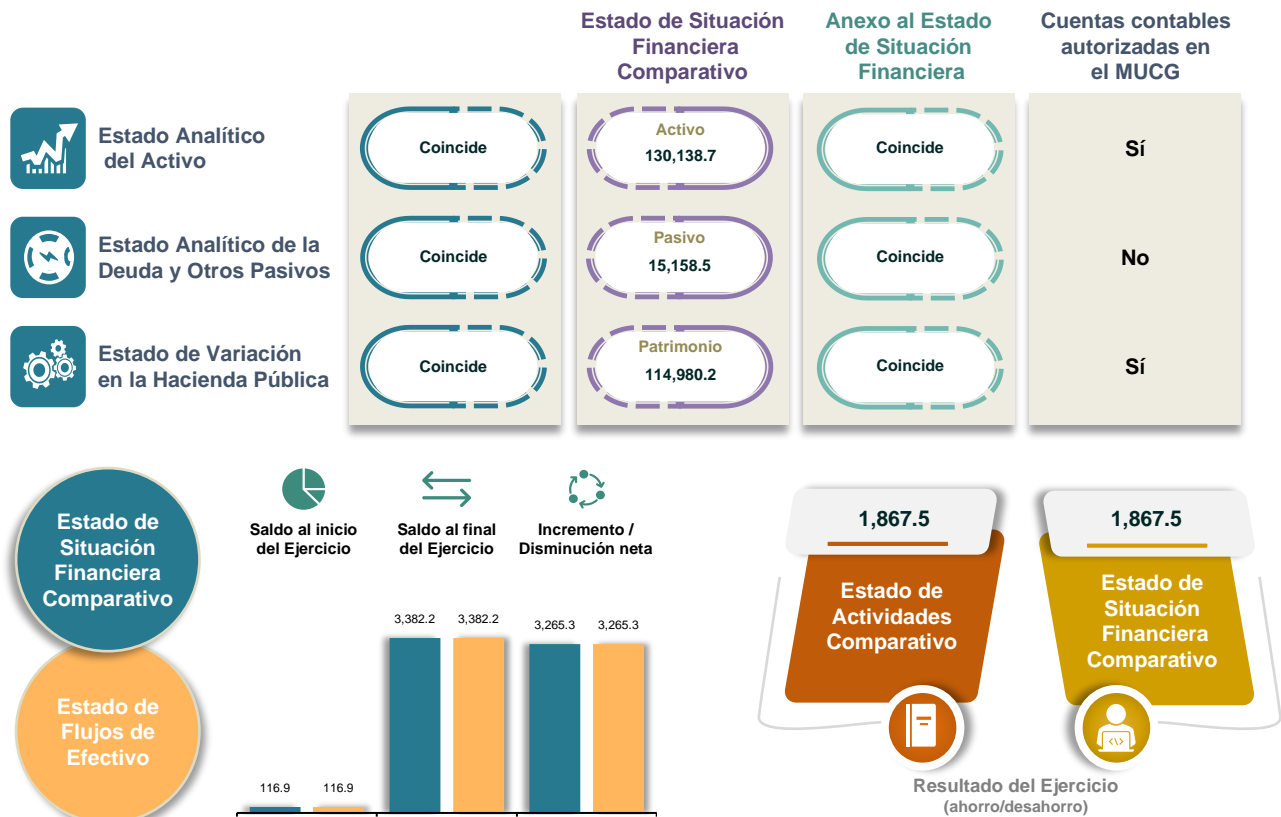 Estado de Situación
Financiera
Comparativo
Anexo al Estado
de Situación
Financiera
Cuentas contables
autorizadas en
el MUCG
Estado Analítico
del Activo
Coincide
Activo
130,138.7
Coincide
Sí
Estado Analítico de la
Deuda y Otros Pasivos
Coincide
Pasivo
15,158.5
Coincide
No
Estado de Variación
en la Hacienda Pública
Coincide
Patrimonio
114,980.2
Coincide
Sí
Estado de
Situación
Financiera
Comparativo
Estado de
Flujos de
Efectivo
Saldo al inicio
del Ejercicio
Saldo al final
del Ejercicio
Incremento /
Disminución neta
116.9
116.9
3,382.2
3,382.2
3,265.3
3,265.3
1,867.5
Estado de
Actividades
Comparativo
1,867.5
Estado de
Situación
Financiera
Comparativo
Resultado del Ejercicio
(ahorro/desahorro)